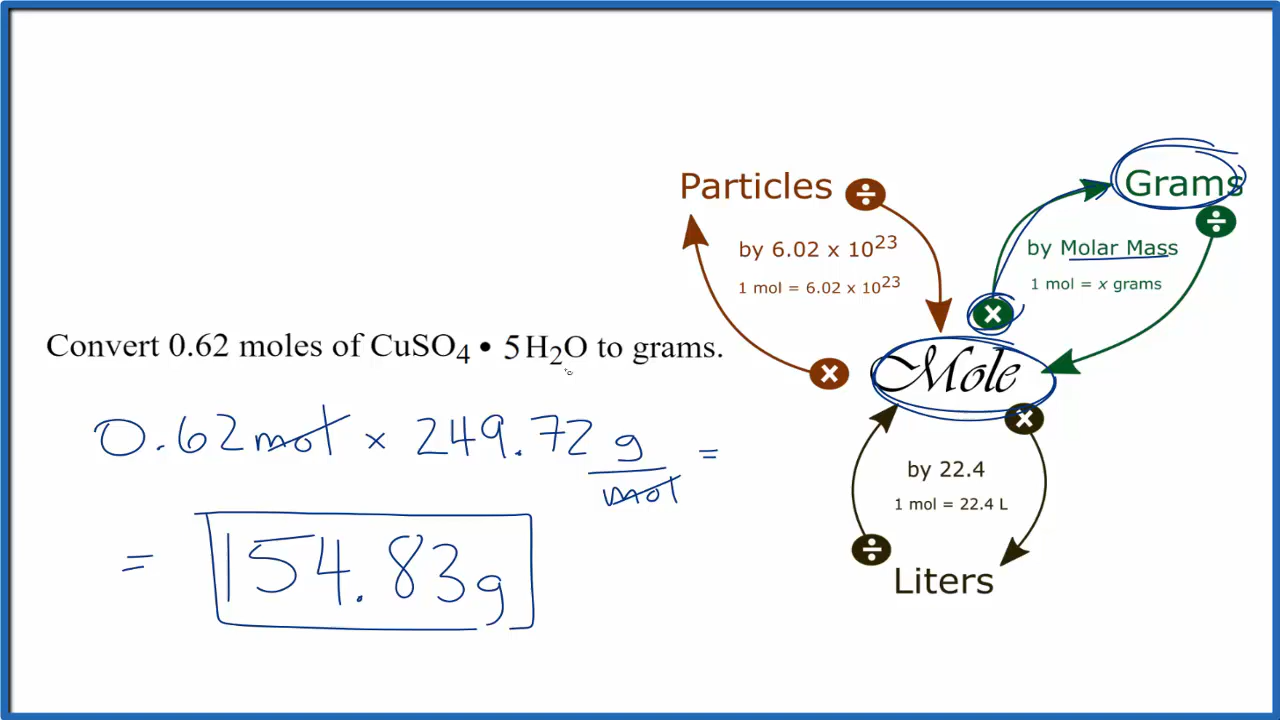 Particles ÷
by 6.02 x 10²³
1 mol = 6.02 x 10²³
×
Grams
÷
by Molar Mass
1 mol = x grams
×
Mole
×
by 22.4
1 mol = 22.4 L
÷
Liters
Convert 0.62 moles of CuSO₄ • 5H₂O to grams.
0.62 mol × 249.72 g/mol =
= 154.83g